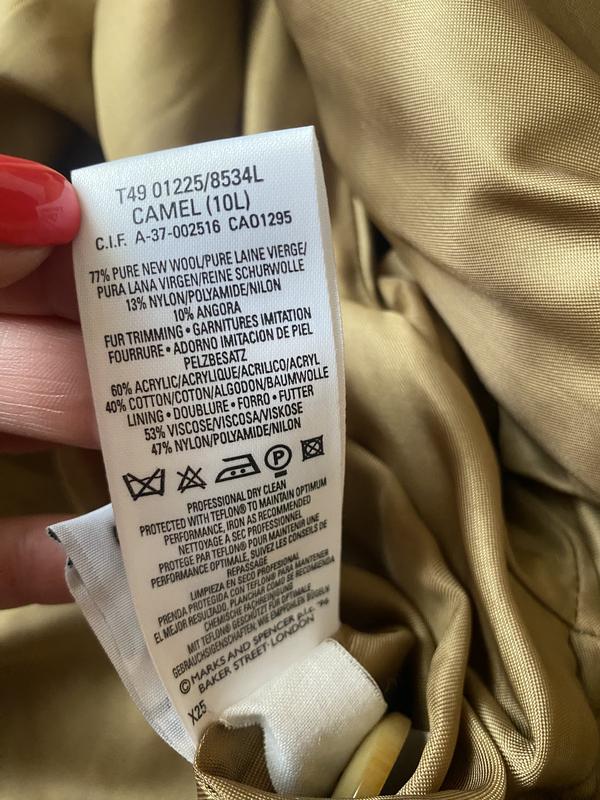 T49 01225/8534L
CAMEL (10L)
C.I.F. A-37-002516 CAO1295
77% PURE NEW WOOL/PURE LAINE VIERGE/
PURA LANA VIRGEN/REINE SCHURWOLLE
13% NYLON/POLYAMIDE/NILON
10% ANGORA
FUR TRIMMING • GARNITURES IMITATION
FOURRURE • ADORNO IMITACION DE PIEL
PELZBESATZ
60% ACRYLIC/ACRYLIQUE/ACRILICO/ACRYL
40% COTTON/COTON/ALGODON/BAUMWOLLE
LINING • DOUBLURE • FORRO • FUTTER
53% VISCOSE/VISCOSA/VISKOSE
47% NYLON/POLYAMIDE/NILON
P
PROFESSIONAL DRY CLEAN
PROTECTED WITH TEFLON® TO MAINTAIN OPTIMUM
PERFORMANCE, IRON AS RECOMMENDED
NETTOYAGE A SEC PROFESSIONNEL
PROTEGE PAR TEFLON® POUR MAINTENIR UNE
PERFORMANCE OPTIMALE, SUIVEZ LES CONSEILS DE
REPASSAGE
LIMPIEZA EN SECO PROFESIONAL
PRENDA PROTEGIDA CON TEFLON® PARA MANTENER
EL MEJOR RESULTADO, PLANCHAR COMO SE RECOMIENDA
CHEMISCHE FACHREINIGUNG
MIT TEFLON® GESCHÜTZT FÜR OPTIMALE
GEBRAUCHSEIGENSCHAFTEN. WIE EMPFOHLEN BÜGELN
© MARKS AND SPENCER p.l.c. '96
BAKER STREET · LONDON
X25